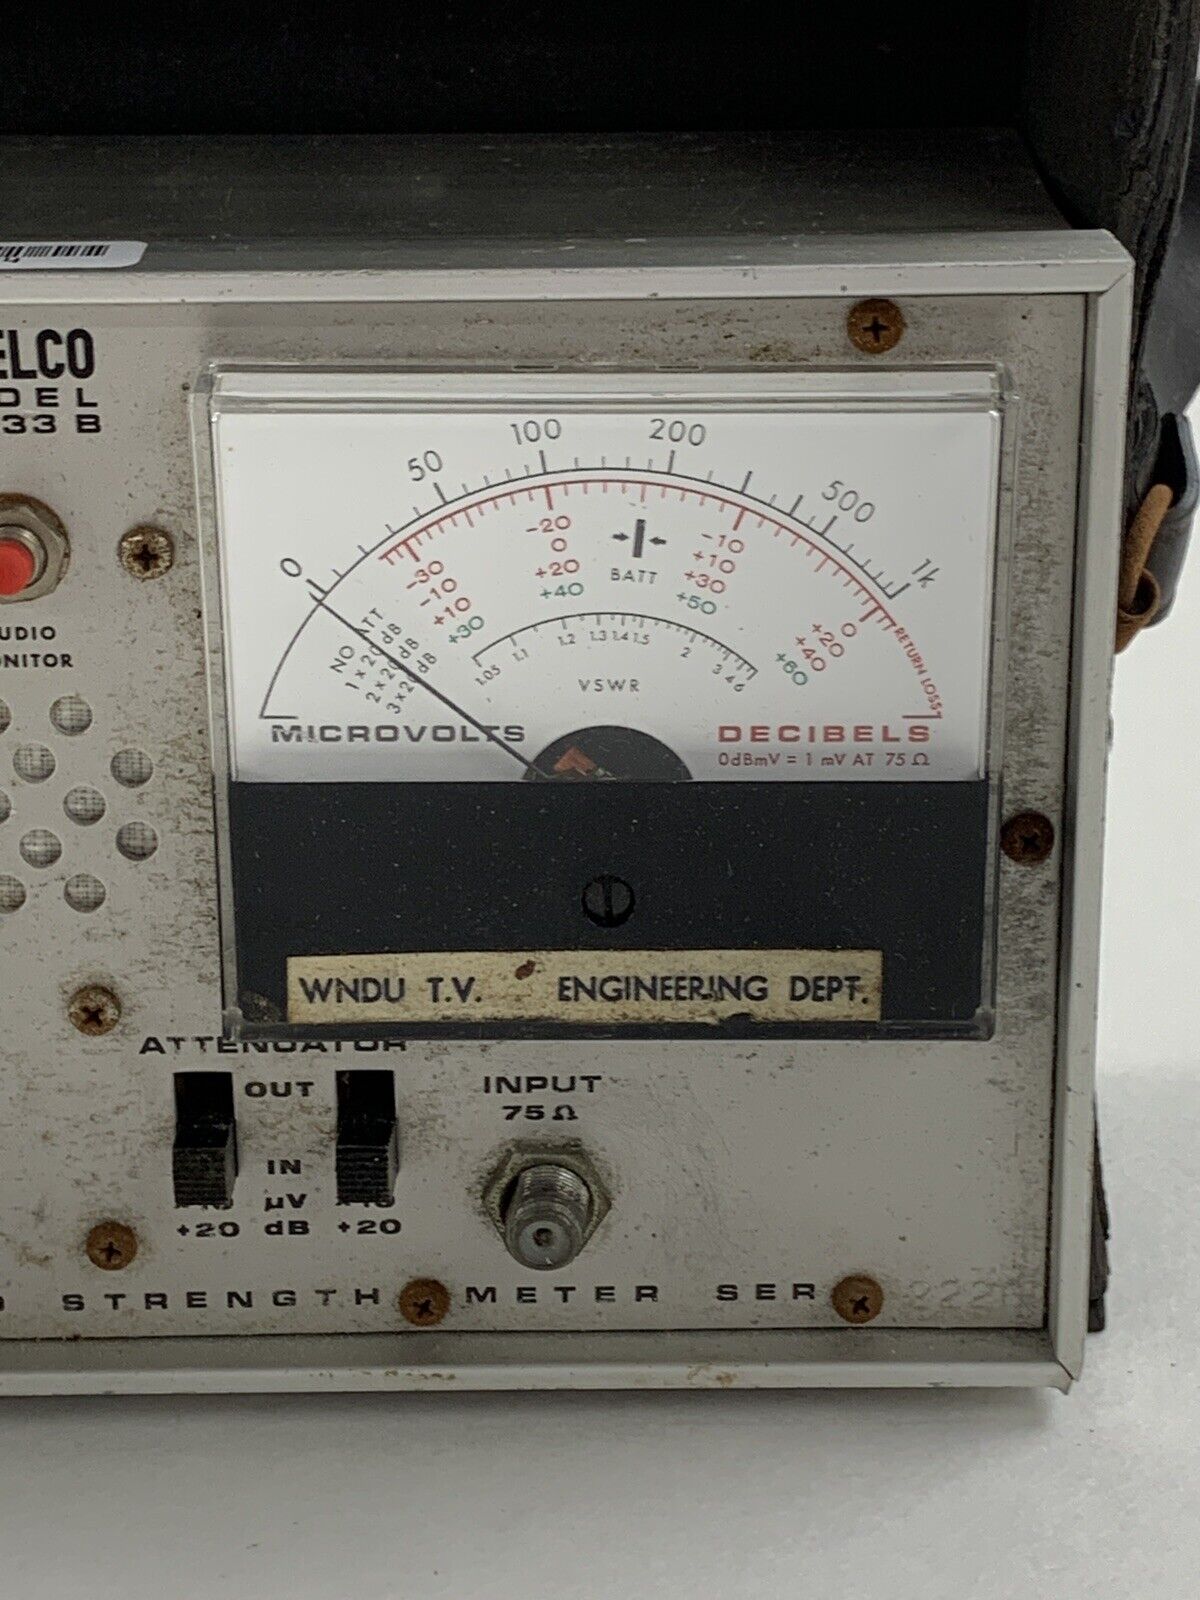 ELCO
DEL
33 B
UDIO
ONITOR
0 50 100 200 500 1k
-30 -20 -10 0
-10 0 +10 +20
+10 +20 +30 +40
+30 +40 +50 +60
NO ATT
1 x 20 dB
2 x 20 dB
3 x 20 dB
BATT
RETURN LOSS
1.05 1.1 1.2 1.3 1.4 1.5 2 3 4 6
VSWR
MICROVOLTS DECIBELS
0dBmV = 1 mV AT 75 Ω
WNDU T.V. ENGINEERING DEPT.
ATTENUATOR
OUT
INPUT
75 Ω
IN
µV
+20 dB +20
STRENGTH METER SER